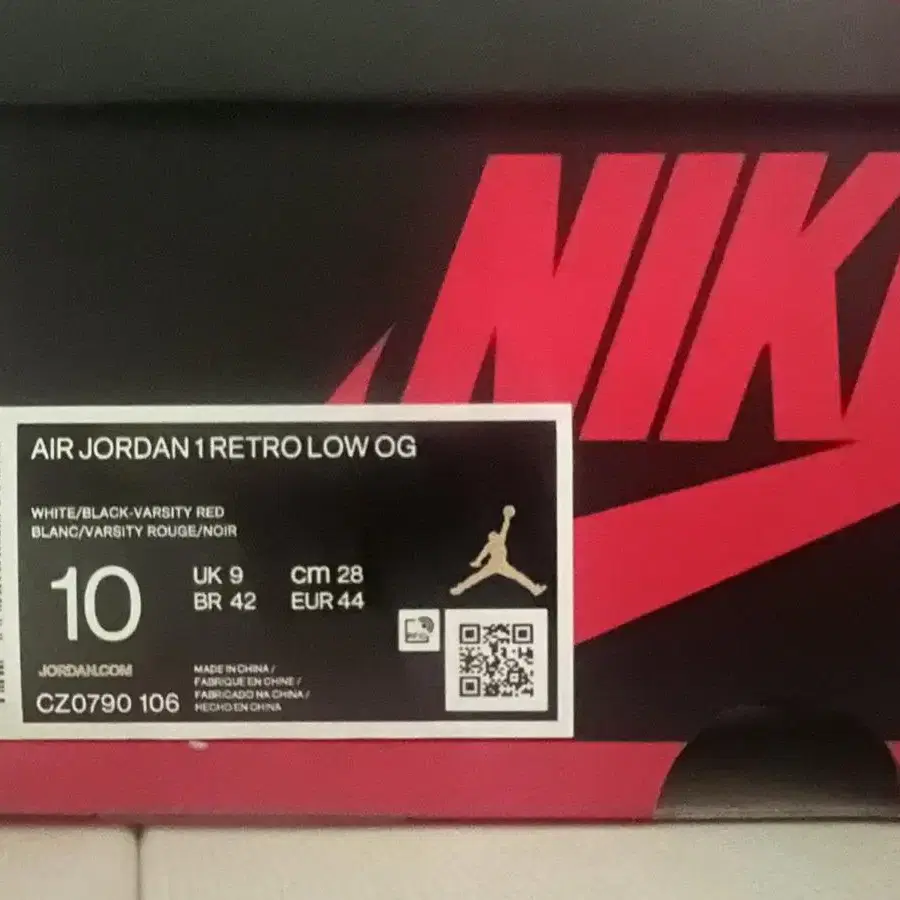 NIK
AIR JORDAN 1 RETRO LOW OG
WHITE/BLACK-VARSITY RED
BLANC/VARSITY ROUGE/NOIR
10
UK 9 cm 28
BR 42 EUR 44
JORDAN.COM
CZ0790 106
MADE IN CHINA /
FABRIQUE EN CHINE /
FABRICADO NA CHINA /
HECHO EN CHINA